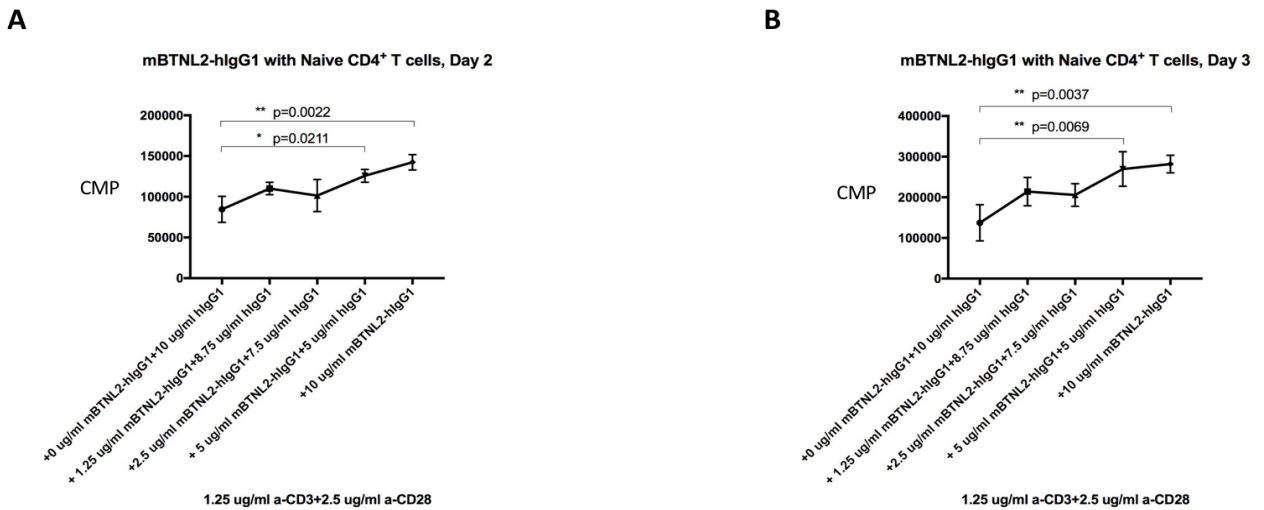 A
mBTNL2-hIgG1 with Naive CD4⁺ T cells, Day 2
** p=0.0022
* p=0.0211
200000
150000
100000
50000
0
CMP
+0 ug/ml mBTNL2-hIgG1+10 ug/ml hIgG1
+ 1.25 ug/ml mBTNL2-hIgG1+8.75 ug/ml hIgG1
+2.5 ug/ml mBTNL2-hIgG1+7.5 ug/ml hIgG1
+ 5 ug/ml mBTNL2-hIgG1+5 ug/ml hIgG1
+10 ug/ml mBTNL2-hIgG1
1.25 ug/ml a-CD3+2.5 ug/ml a-CD28
B
mBTNL2-hIgG1 with Naive CD4⁺ T cells, Day 3
** p=0.0037
** p=0.0069
400000
300000
200000
100000
0
CMP
+0 ug/ml mBTNL2-hIgG1+10 ug/ml hIgG1
+ 1.25 ug/ml mBTNL2-hIgG1+8.75 ug/ml hIgG1
+2.5 ug/ml mBTNL2-hIgG1+7.5 ug/ml hIgG1
+ 5 ug/ml mBTNL2-hIgG1+5 ug/ml hIgG1
+10 ug/ml mBTNL2-hIgG1
1.25 ug/ml a-CD3+2.5 ug/ml a-CD28